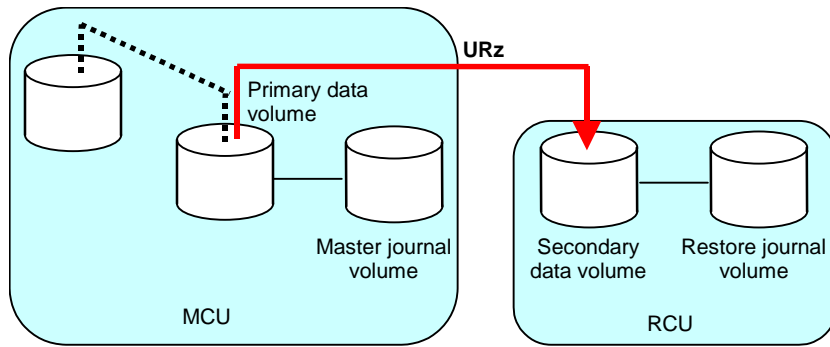 URz
Primary data
volume
Master journal
volume
Secondary
data volume
Restore journal
volume
MCU
RCU